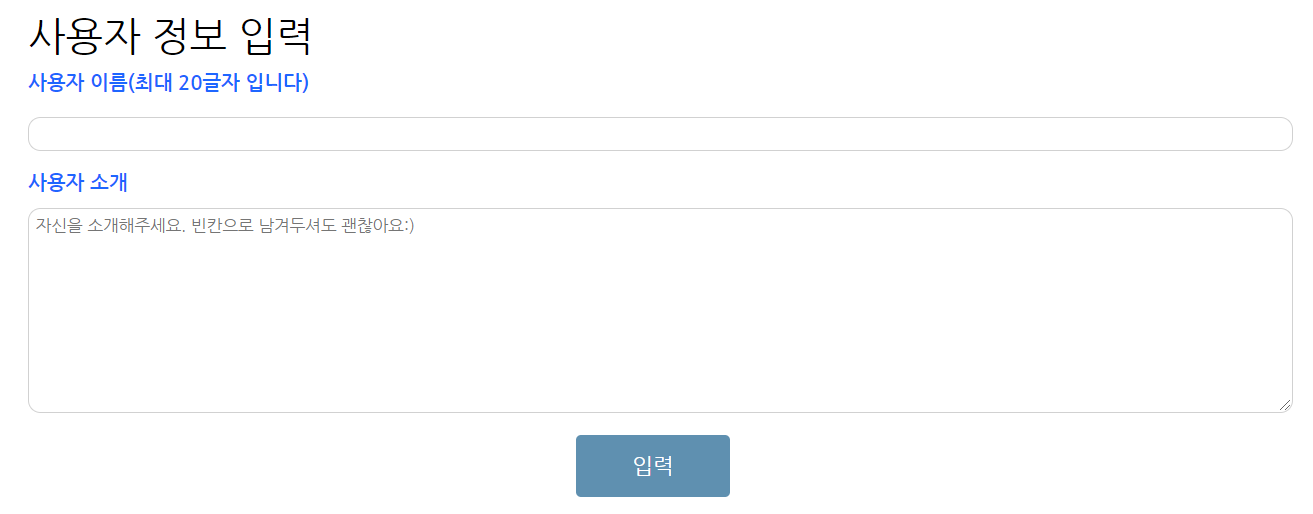 사용자 정보 입력
사용자 이름(최대 20글자 입니다)
사용자 소개
자신을 소개해주세요. 빈칸으로 남겨두셔도 괜찮아요:)
입력